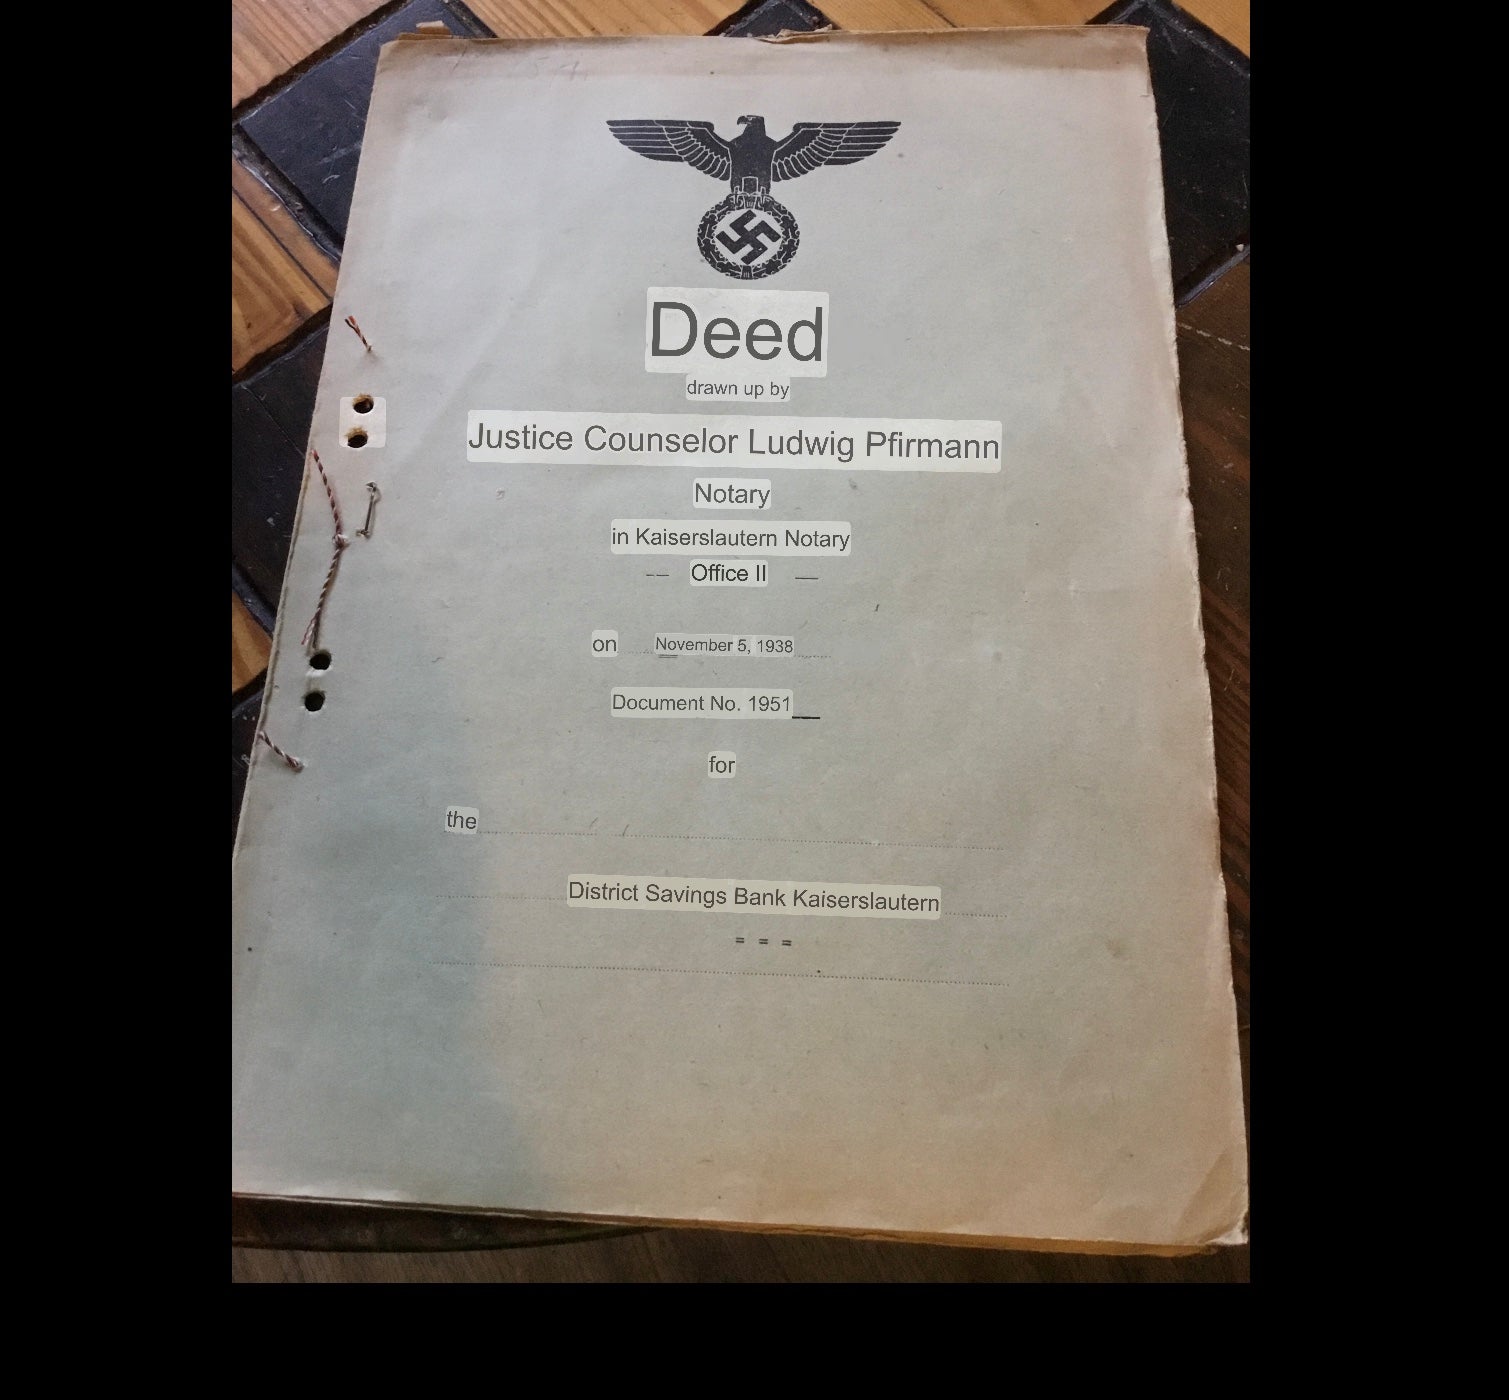 Deed
drawn up by
Justice Counselor Ludwig Pfirmann
Notary
in Kaiserslautern Notary
-- Office II —
on November 5, 1938
Document No. 1951
for
the
District Savings Bank Kaiserslautern
= = =